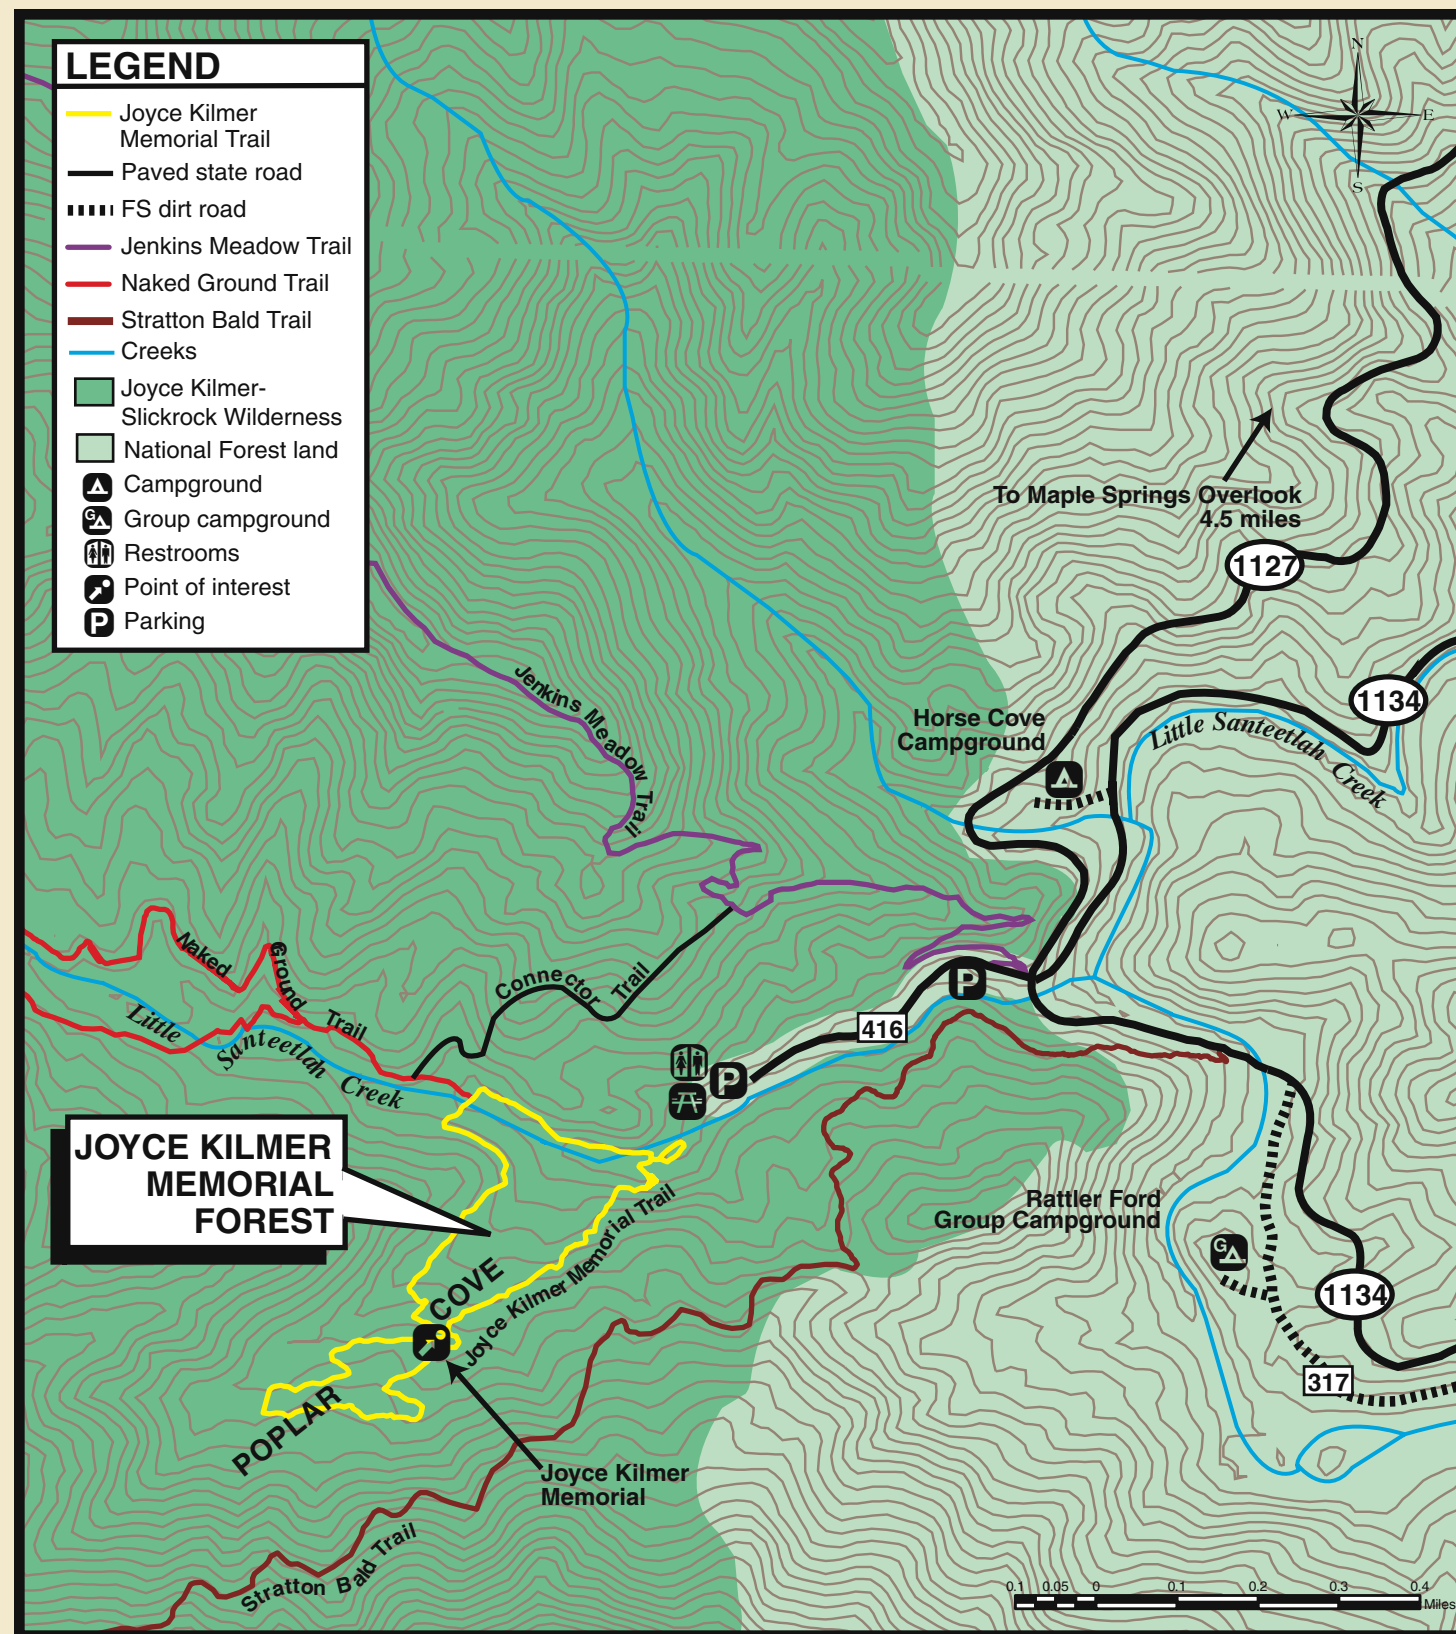 LEGEND
Joyce Kilmer
Memorial Trail
Paved state road
FS dirt road
Jenkins Meadow Trail
Naked Ground Trail
Stratton Bald Trail
Creeks
Joyce Kilmer-
Slickrock Wilderness
National Forest land
Campground
G
Group campground
Restrooms
Point of interest
P
Parking
N
W
E
S
To Maple Springs Overlook
4.5 miles
1127
1134
Jenkins Meadow Trail
Horse Cove
Campground
Little Santeetlah Creek
Naked Ground Trail
Connector Trail
P
416
Little Santeetlah Creek
P
JOYCE KILMER
MEMORIAL
FOREST
Rattler Ford
Group Campground
G
1134
317
Joyce Kilmer Memorial Trail
POPLAR COVE
Joyce Kilmer
Memorial
Stratton Bald Trail
0.1 0.05 0 0.1 0.2 0.3 0.4
Miles